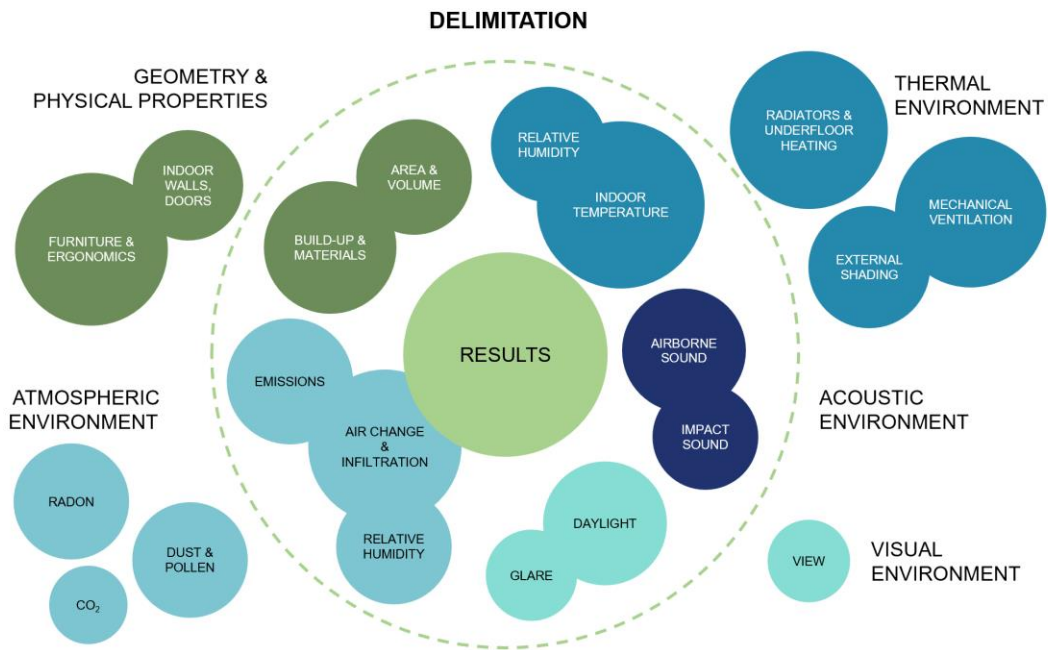 DELIMITATION
GEOMETRY &
PHYSICAL PROPERTIES
INDOOR
WALLS,
DOORS
FURNITURE &
ERGONOMICS
AREA &
VOLUME
BUILD-UP &
MATERIALS
RELATIVE
HUMIDITY
INDOOR
TEMPERATURE
THERMAL
ENVIRONMENT
RADIATORS &
UNDERFLOOR
HEATING
MECHANICAL
VENTILATION
EXTERNAL
SHADING
RESULTS
ATMOSPHERIC
ENVIRONMENT
EMISSIONS
AIR CHANGE
&
INFILTRATION
RELATIVE
HUMIDITY
RADON
DUST &
POLLEN
CO₂
AIRBORNE
SOUND
IMPACT
SOUND
ACOUSTIC
ENVIRONMENT
DAYLIGHT
GLARE
VIEW
VISUAL
ENVIRONMENT